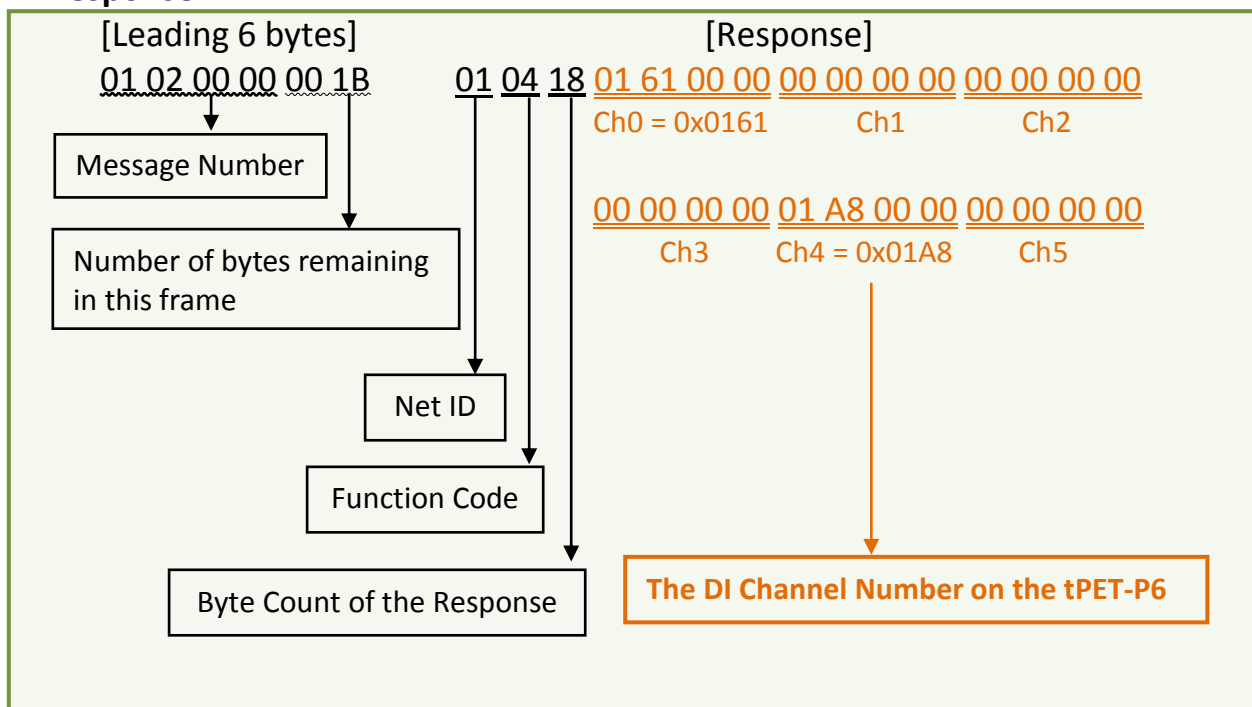 [Leading 6 bytes] [Response]
01 02 00 00 00 1B 01 04 18 01 61 00 00 00 00 00 00 00 00 00 00
Ch0 = 0x0161 Ch1 Ch2
Message Number
00 00 00 00 01 A8 00 00 00 00 00 00
Ch3 Ch4 = 0x01A8 Ch5
Number of bytes remaining
in this frame
Net ID
Function Code
Byte Count of the Response
The DI Channel Number on the tPET-P6